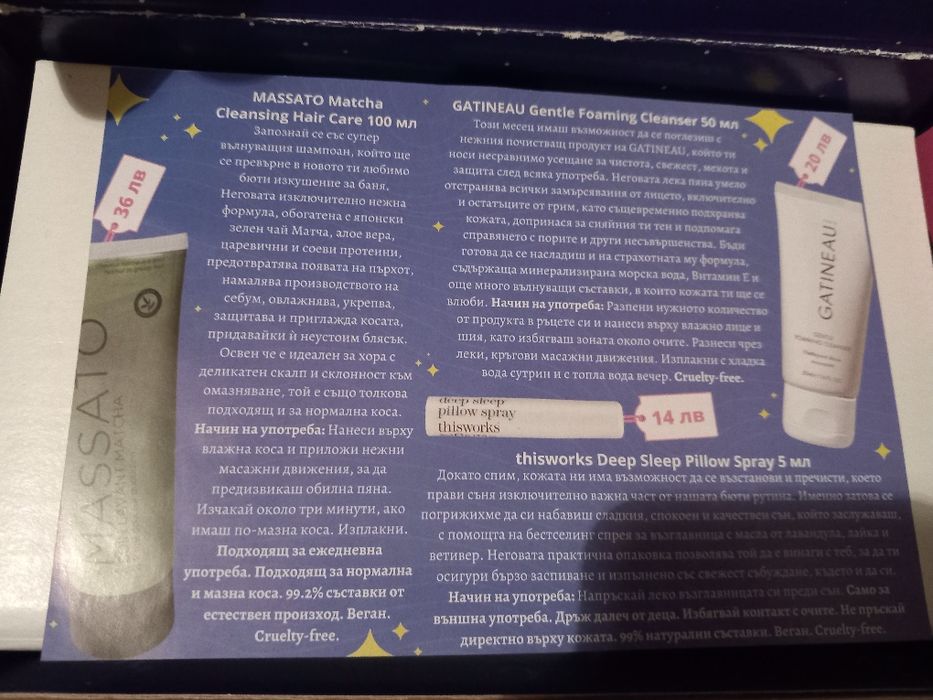 MASSATO Matcha
Cleansing Hair Care 100 мл
Запознай се със супер
вълнуващия шампоан, който ще
се превърне в новото ти любимо
бюти изкушение за баня.
Неговата изключително нежна
формула, обогатена с японски
зелен чай Матча, алое вера,
царевични и соеви протеини,
предотвратява появата на пърхот,
намалява производството на
себум, овлажнява, укрепва,
защитава и приглажда косата,
придавайки ѝ неустоим блясък.
Освен че е идеален за хора с
деликатен скалп и склонност към
омазняване, той е също толкова
подходящ и за нормална коса.
Начин на употреба: Нанеси върху
влажна коса и приложи нежни
масажни движения, за да
предизвикаш обилна пяна.
Изчакай около три минути, ако
имаш по-мазна коса. Изплакни.
Подходящ за ежедневна
употреба. Подходящ за нормална
и мазна коса. 99.2% съставки от
естествен произход. Веган.
Cruelty-free.
36 лв
MASSATO
GATINEAU Gentle Foaming Cleanser 50 мл
Този месец имаш възможност да се поглезиш с
нежния почистващ продукт на GATINEAU, който ти
носи несравнимо усещане за чистота, свежест, мекота и
защита след всяка употреба. Неговата лека пяна умело
отстранява всички замърсявания от лицето, включително
и остатъците от грим, като същевременно подхранва
кожата, допринася за сияйния ти тен и подпомага
справянето с порите и други несъвършенства. Бъди
готова да се насладиш и на страхотната му формула,
съдържаща минерализирана морска вода, Витамин Е и
още много вълнуващи съставки, в които кожата ти ще се
влюби. Начин на употреба: Разпени нужното количество
от продукта в ръцете си и нанеси върху влажно лице и
шия, като избягваш зоната около очите. Разнеси чрез
леки, кръгови масажни движения. Изплакни с хладка
вода сутрин и с топла вода вечер. Cruelty-free.
20 лв
GATINEAU
GENTLE
FOAMING CLEANSER
deep sleep
pillow spray
thisworks
14 лв
thisworks Deep Sleep Pillow Spray 5 мл
Докато спим, кожата ни има възможност да се възстанови и пречисти, което
прави съня изключително важна част от нашата бюти рутина. Именно затова се
погрижихме да си набавиш сладкия, спокоен и качествен сън, който заслужаваш,
с помощта на бестселинг спрея за възглавница с масла от лавандула, лайка и
ветивер. Неговата практична опаковка позволява той да е винаги с теб, за да ти
осигури бързо заспиване и изпълнено със свежест събуждане, където и да си.
Начин на употреба: Напръскай леко възглавницата си преди сън. Само за
външна употреба. Дръж далеч от деца. Избягвай контакт с очите. Не пръскай
директно върху кожата. 99% натурални съставки. Веган. Cruelty-free.